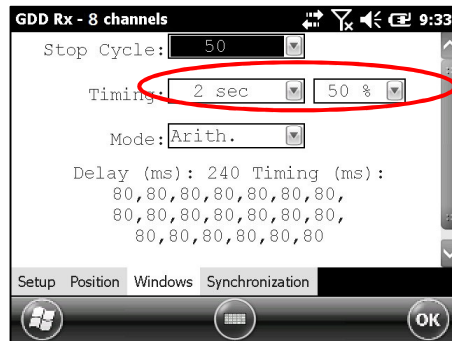 GDD Rx - 8 channels 9:33
Stop Cycle: 50
Timing: 2 sec 50 %
Mode: Arith.
Delay (ms): 240 Timing (ms):
80,80,80,80,80,80,80,
80,80,80,80,80,80,80,
80,80,80,80,80,80
Setup Position Windows Synchronization
OK